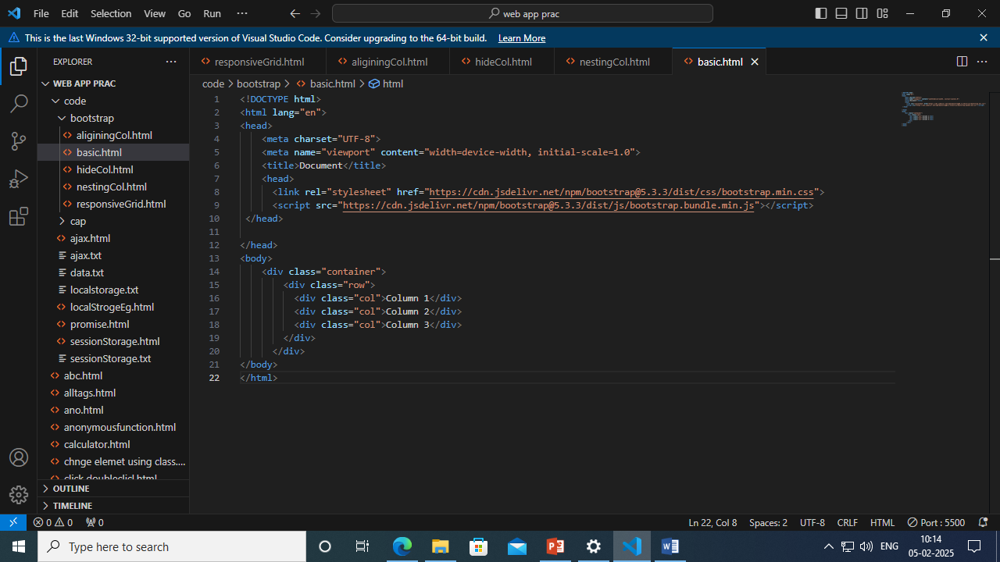 File Edit Selection View Go Run ··· web app prac
This is the last Windows 32-bit supported version of Visual Studio Code. Consider upgrading to the 64-bit build. Learn More
EXPLORER
WEB APP PRAC
code
bootstrap
aliginingCol.html
basic.html
hideCol.html
nestingCol.html
responsiveGrid.html
cap
ajax.html
ajax.txt
data.txt
localstorage.txt
localStrogeEg.html
promise.html
sessionStorage.html
sessionStorage.txt
abc.html
alltags.html
ano.html
anonymousfunction.html
calculator.html
chnge elemet using class....
click doubleclicl.html
OUTLINE
TIMELINE
responsiveGrid.html aliginingCol.html hideCol.html nestingCol.html basic.html
code > bootstrap > basic.html > html
1 <!DOCTYPE html>
2 <html lang="en">
3 <head>
4 <meta charset="UTF-8">
5 <meta name="viewport" content="width=device-width, initial-scale=1.0">
6 <title>Document</title>
7 <head>
8 <link rel="stylesheet" href="https://cdn.jsdelivr.net/npm/bootstrap@5.3.3/dist/css/bootstrap.min.css">
9 <script src="https://cdn.jsdelivr.net/npm/bootstrap@5.3.3/dist/js/bootstrap.bundle.min.js"></script>
10 </head>
11
12 </head>
13 <body>
14 <div class="container">
15 <div class="row">
16 <div class="col">Column 1</div>
17 <div class="col">Column 2</div>
18 <div class="col">Column 3</div>
19 </div>
20 </div>
21 </body>
22 </html>
0 0 0 Ln 22, Col 8 Spaces: 2 UTF-8 CRLF HTML Port : 5500
Type here to search
ENG
10:14
05-02-2025